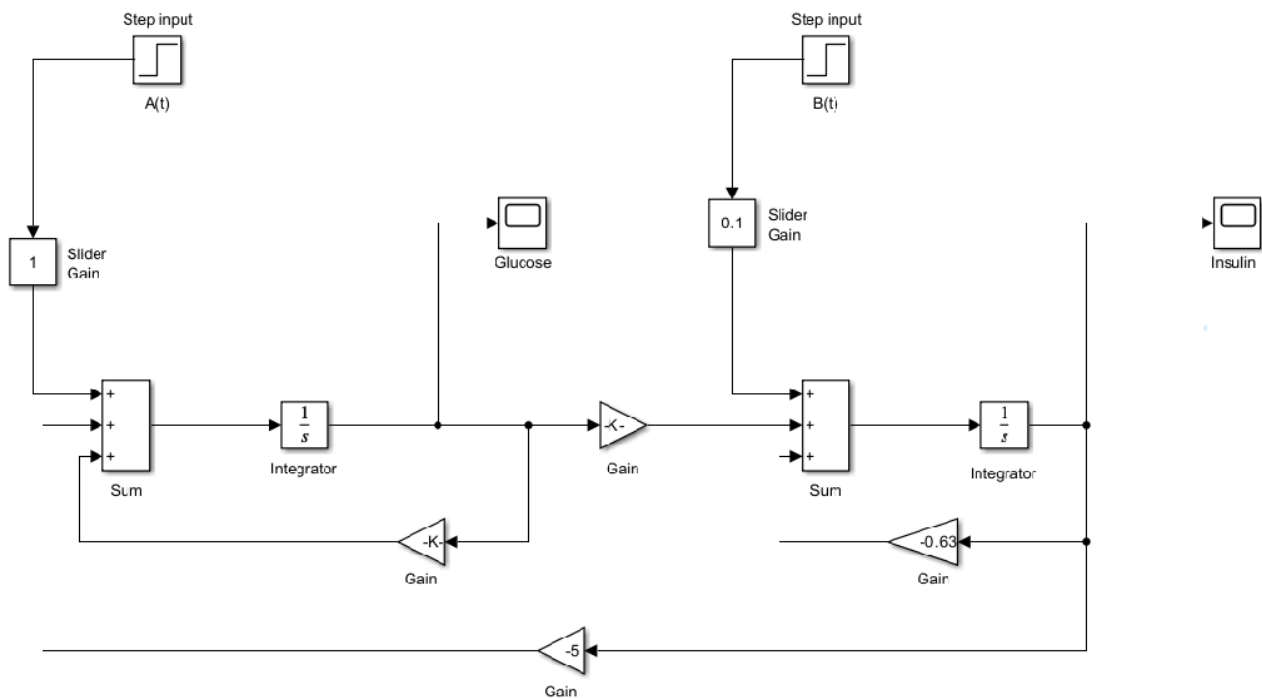 Step input
A(t)
Step input
B(t)
1
Slider
Gain
Glucose
0.1
Slider
Gain
Insulin
+
+
+
Sum
1
s
Integrator
-K-
Gain
+
+
+
Sum
1
s
Integrator
-K-
Gain
-0.63
Gain
-5
Gain